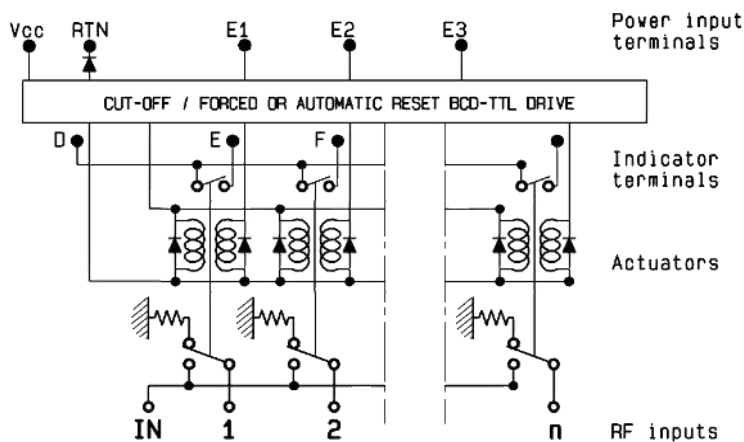 Vcc RTN E1 E2 E3 Power input
terminals
CUT-OFF / FORCED OR AUTOMATIC RESET BCD-TTL DRIVE
D E F
Indicator
terminals
Actuators
IN 1 2 n RF inputs